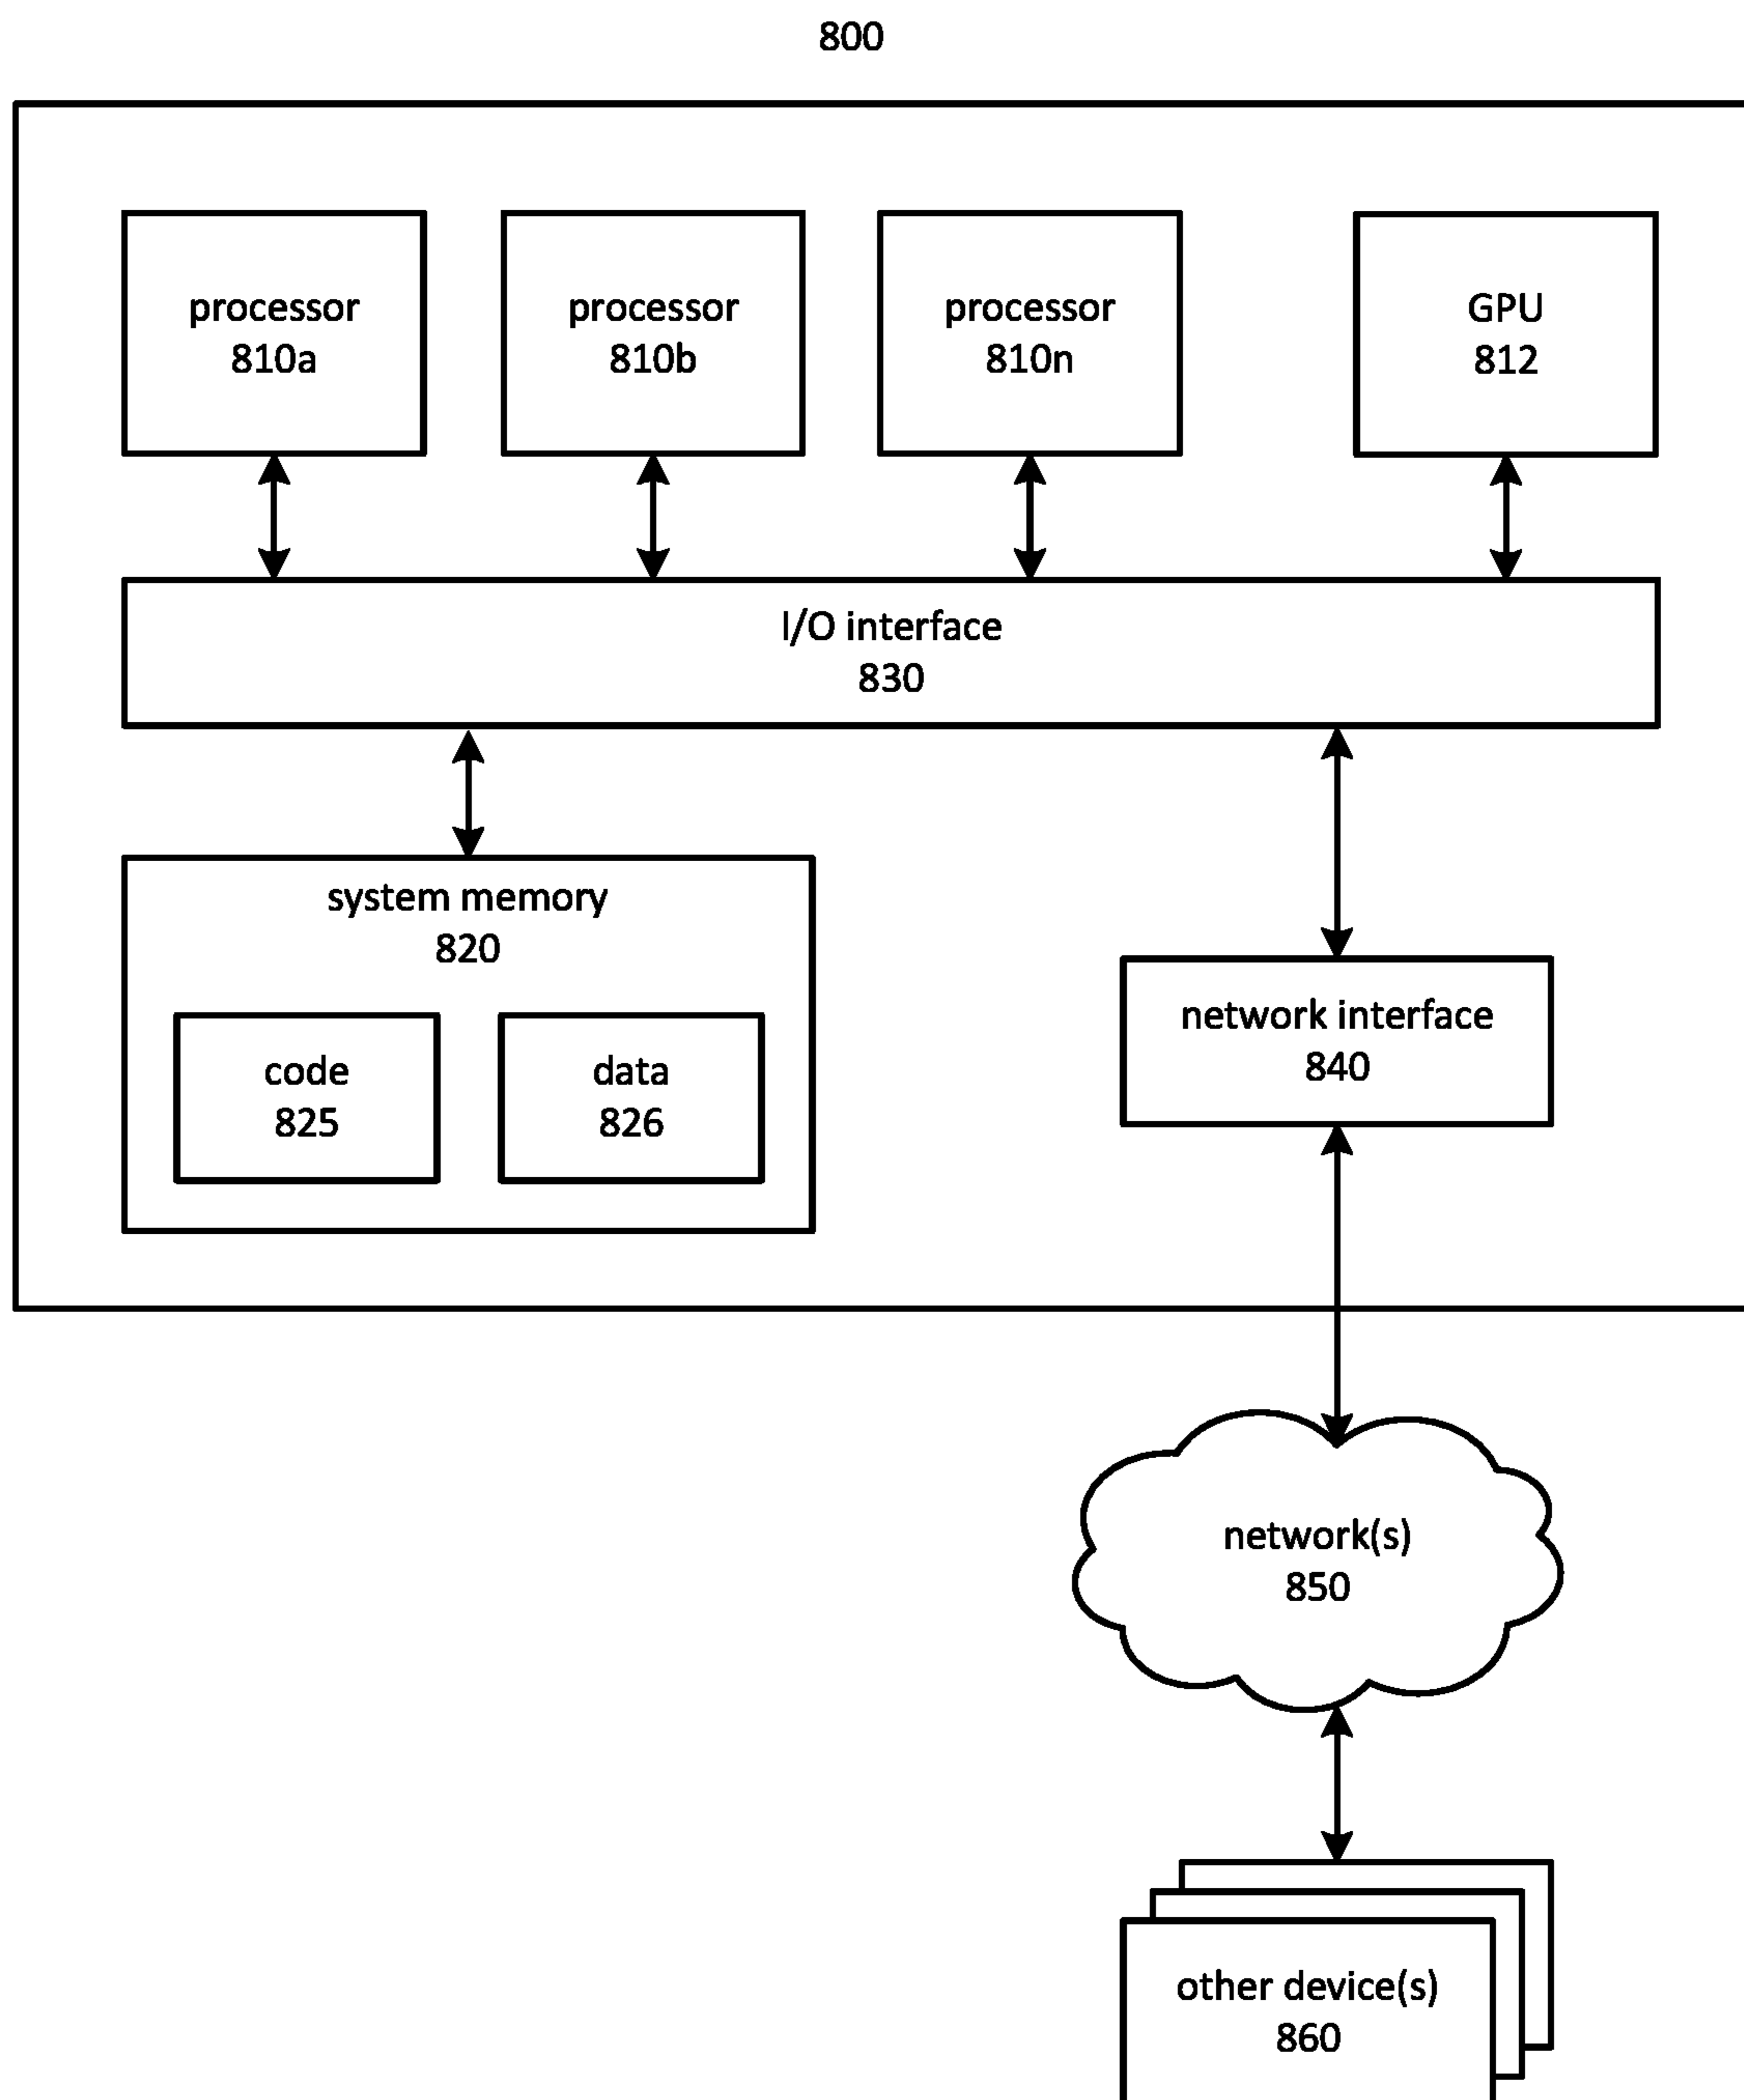 800
processor
810a
processor
810b
processor
810n
GPU
812
I/O interface
830
system memory
820
code
825
data
826
network interface
840
network(s)
850
other device(s)
860